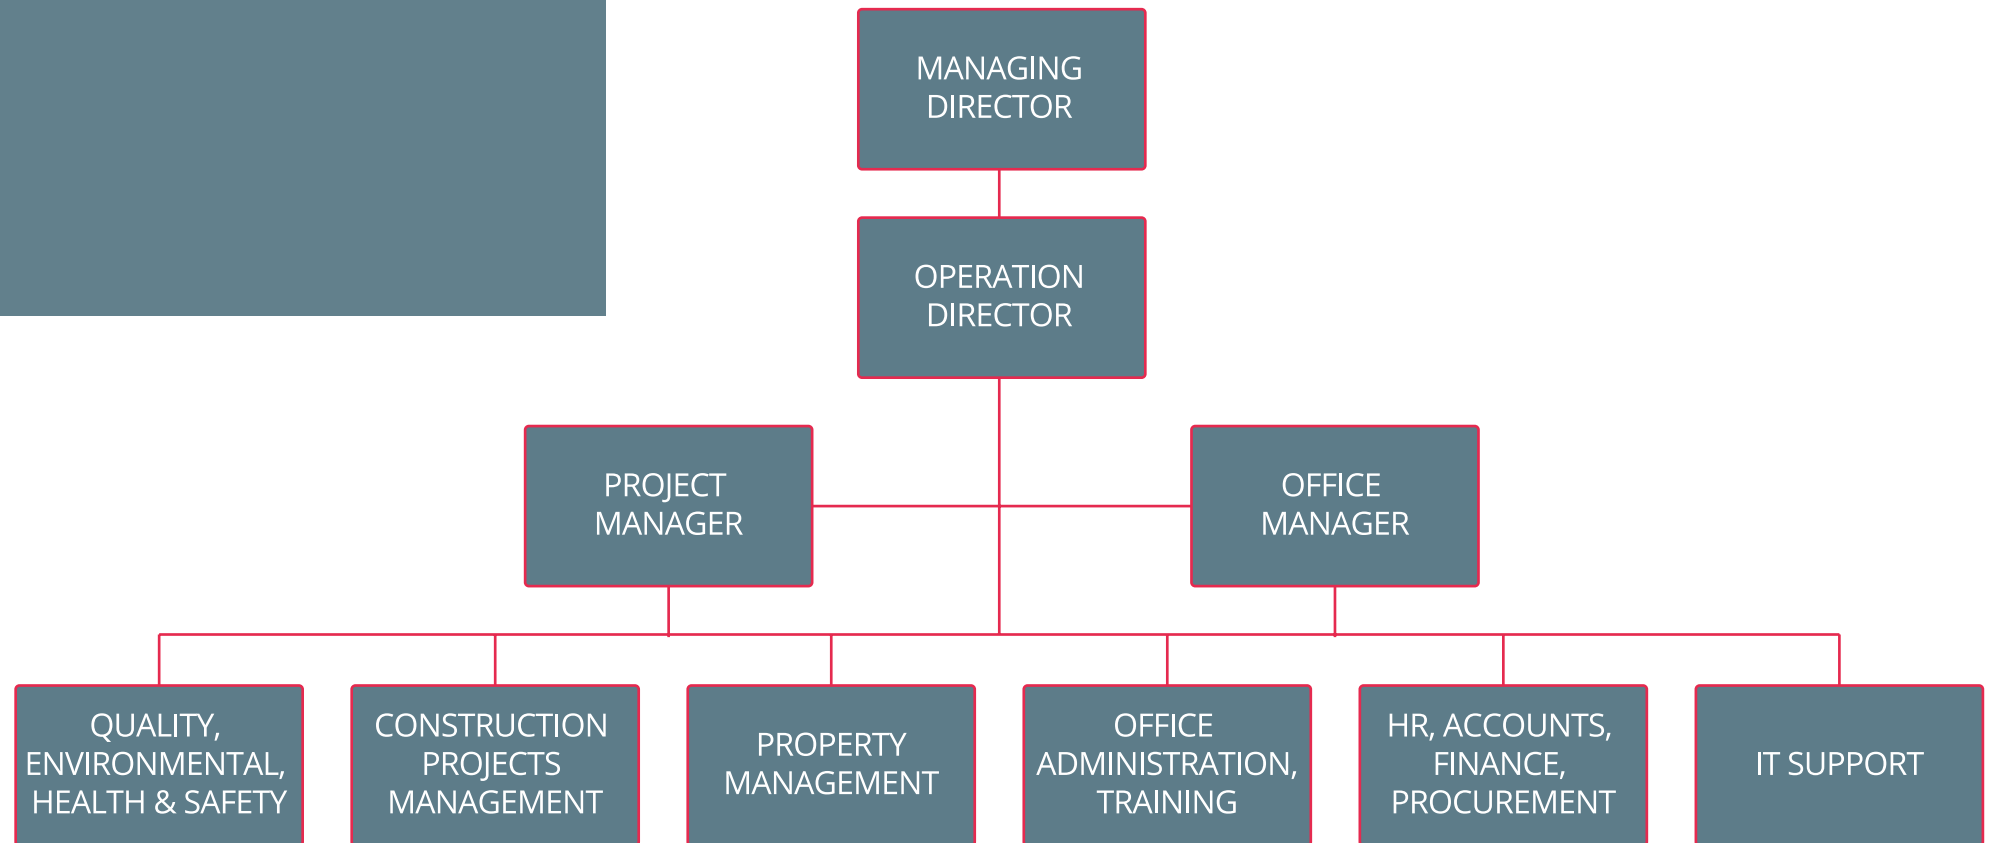 MANAGING
DIRECTOR
OPERATION
DIRECTOR
PROJECT
MANAGER
OFFICE
MANAGER
QUALITY,
ENVIRONMENTAL,
HEALTH & SAFETY
CONSTRUCTION
PROJECTS
MANAGEMENT
PROPERTY
MANAGEMENT
OFFICE
ADMINISTRATION,
TRAINING
HR, ACCOUNTS,
FINANCE,
PROCUREMENT
IT SUPPORT